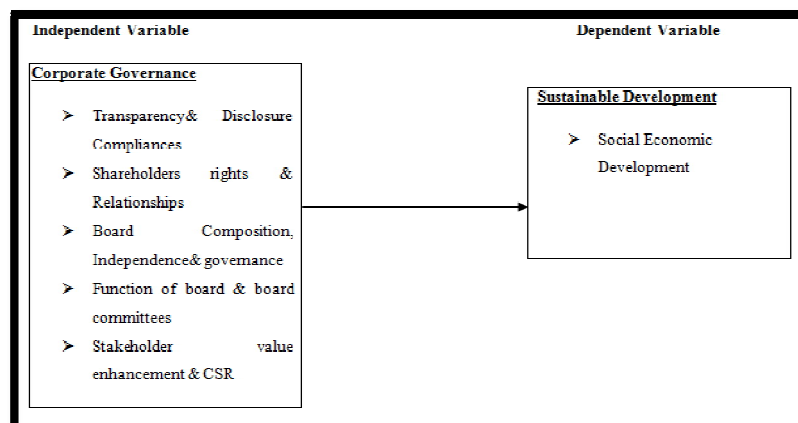 Independent Variable
Dependent Variable
Corporate Governance
➤ Transparency& Disclosure
Compliances
➤ Shareholders rights &
Relationships
➤ Board Composition,
Independence& governance
➤ Function of board & board
committees
➤ Stakeholder value
enhancement & CSR
Sustainable Development
➤ Social Economic
Development